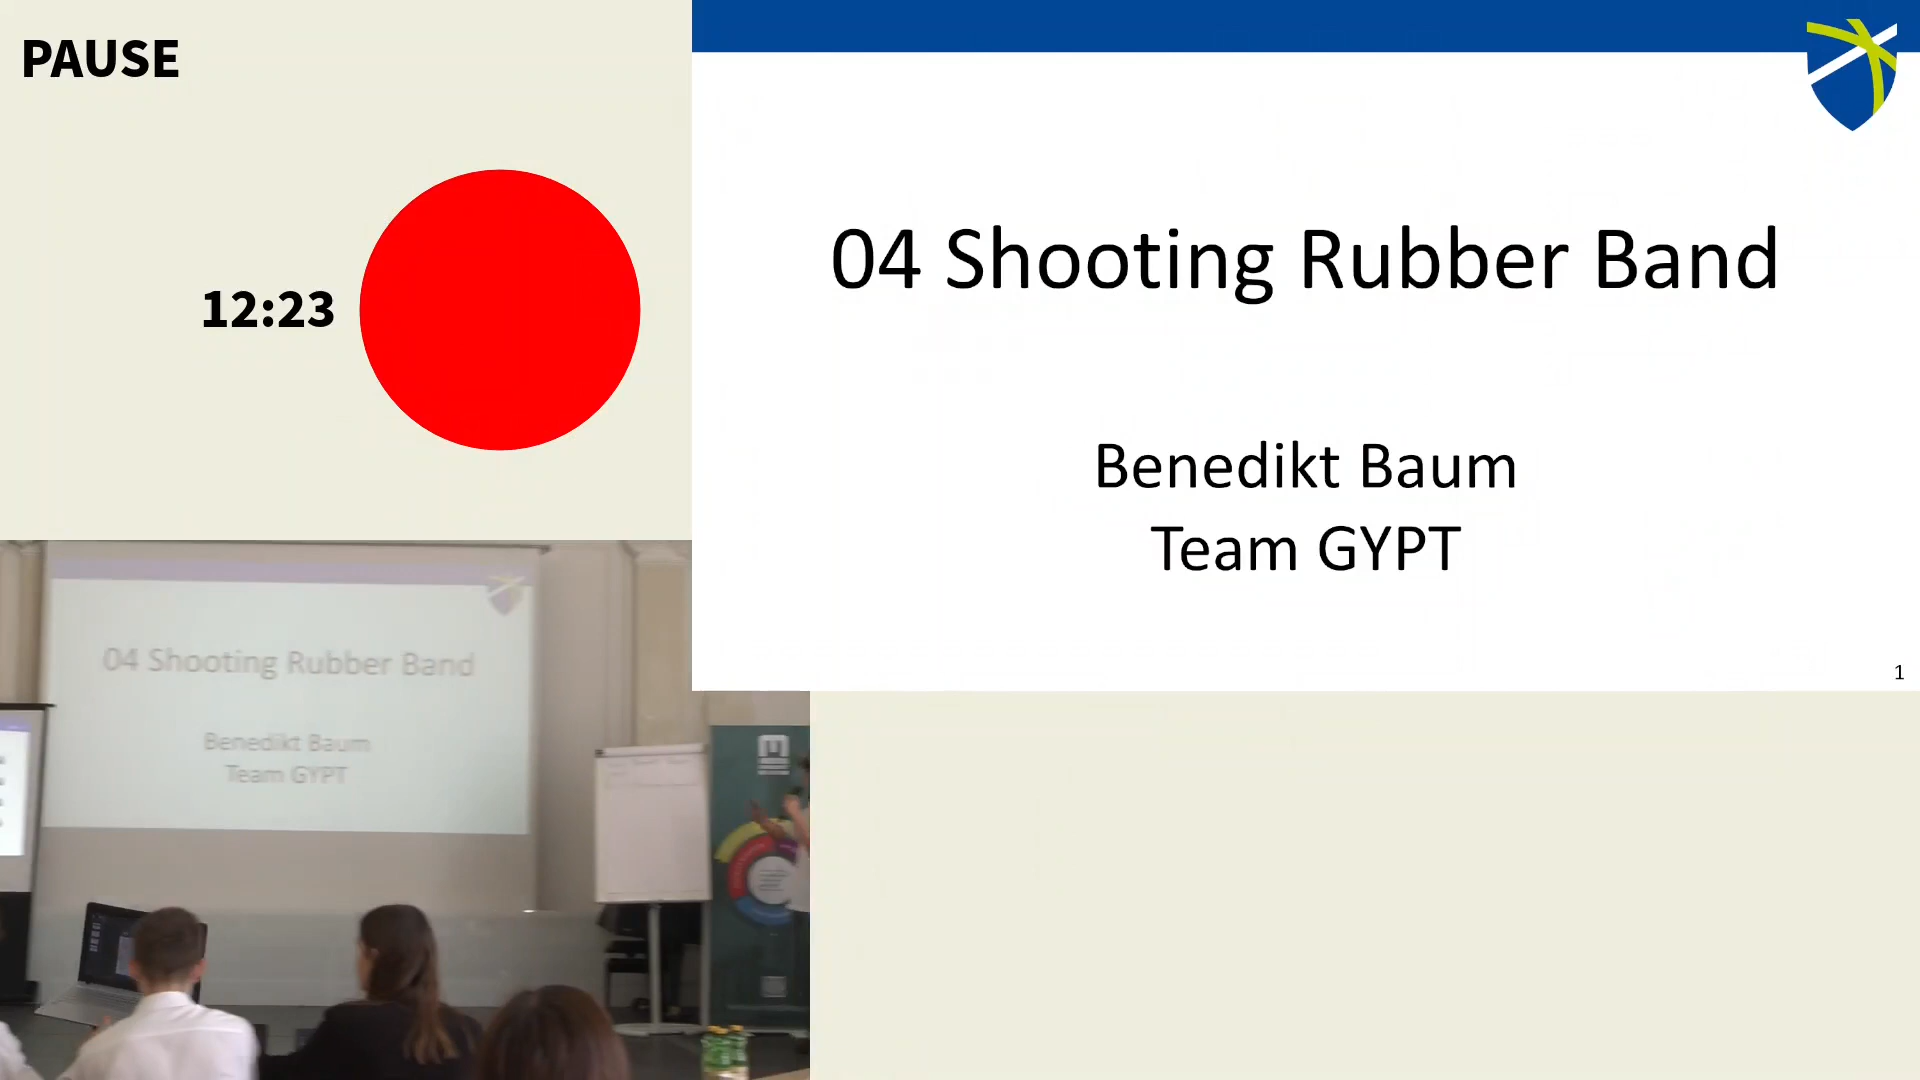 PAUSE
12:23
04 Shooting Rubber Band
Benedikt Baum
Team GYPT
1
04 Shooting Rubber Band
Benedikt Baum
Team GYPT